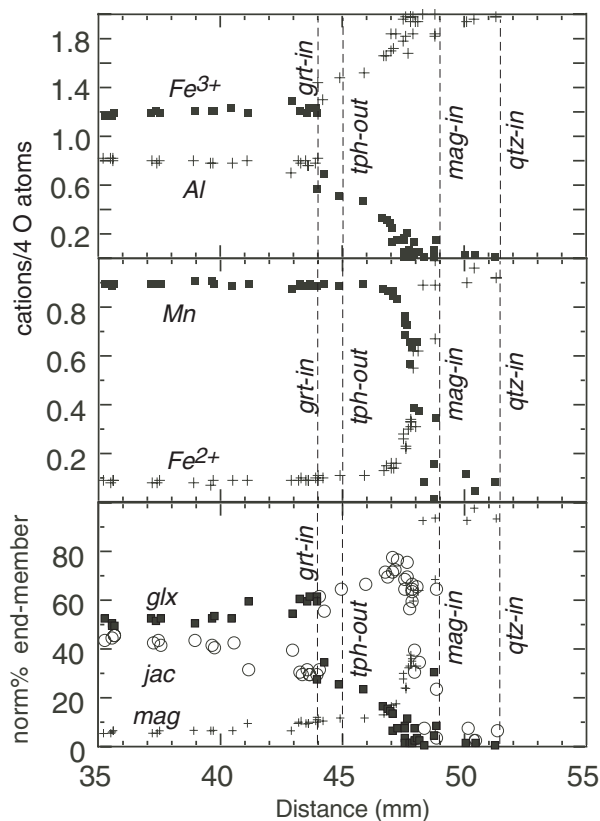 1.8
1.4
1.0
0.6
0.2
cations/4 O atoms
Fe3+
Al
grt-in
tph-out
mag-in
qtz-in
0.8
0.6
0.4
0.2
Mn
Fe2+
grt-in
tph-out
mag-in
qtz-in
80
60
40
20
0
norm% end-member
glx
jac
mag
grt-in
tph-out
mag-in
qtz-in
35 40 45 50 55
Distance (mm)